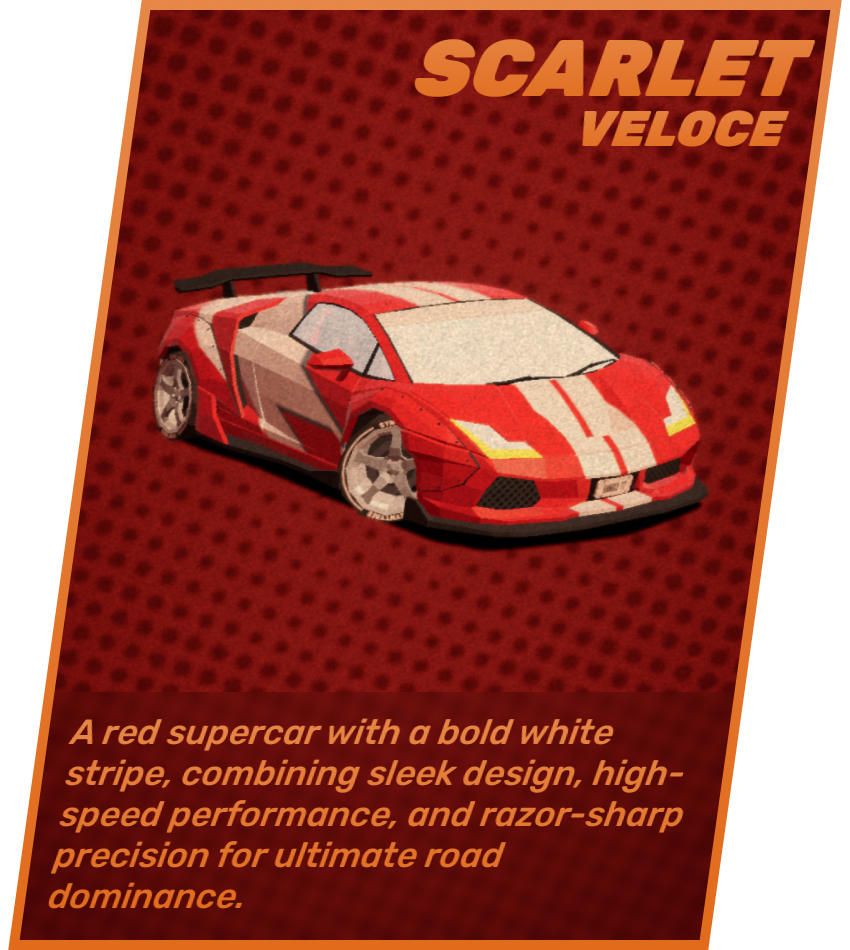 SCARLET
VELOCE
A red supercar with a bold white
stripe, combining sleek design, high-
speed performance, and razor-sharp
precision for ultimate road
dominance.